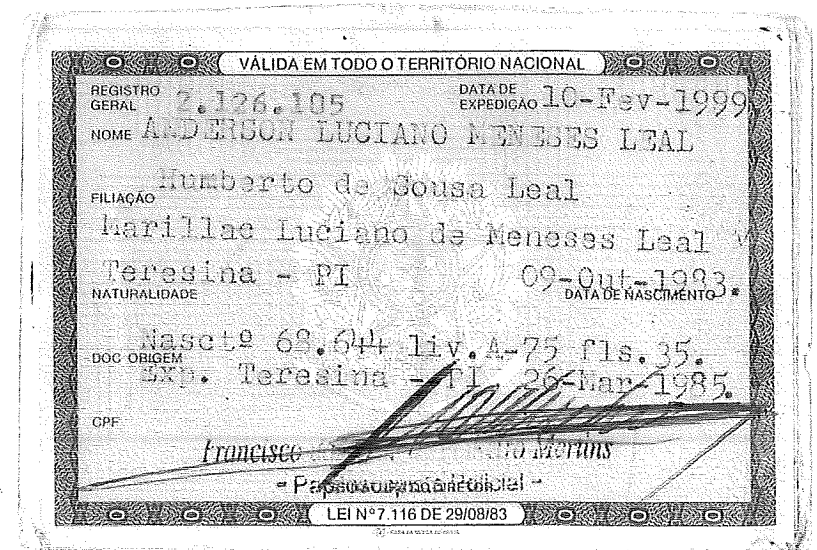 VÁLIDA EM TODO O TERRITÓRIO NACIONAL
REGISTRO GERAL 2.126.105 DATA DE EXPEDIÇÃO 10-Fev-1999
NOME ANDERSON LUCIANO MENESES LEAL
FILIAÇÃO Humberto de Sousa Leal
Marillac Luciano de Meneses Leal
Teresina - PI 09-Out-1983.
NATURALIDADE DATA DE NASCIMENTO
Nasctº 68.644 liv.A-75 fls.35.
DOC ORIGEM
Exp. Teresina - PI 26-Mar-1985.
CPF
Francisco Martins
LEI Nº 7.116 DE 29/08/83